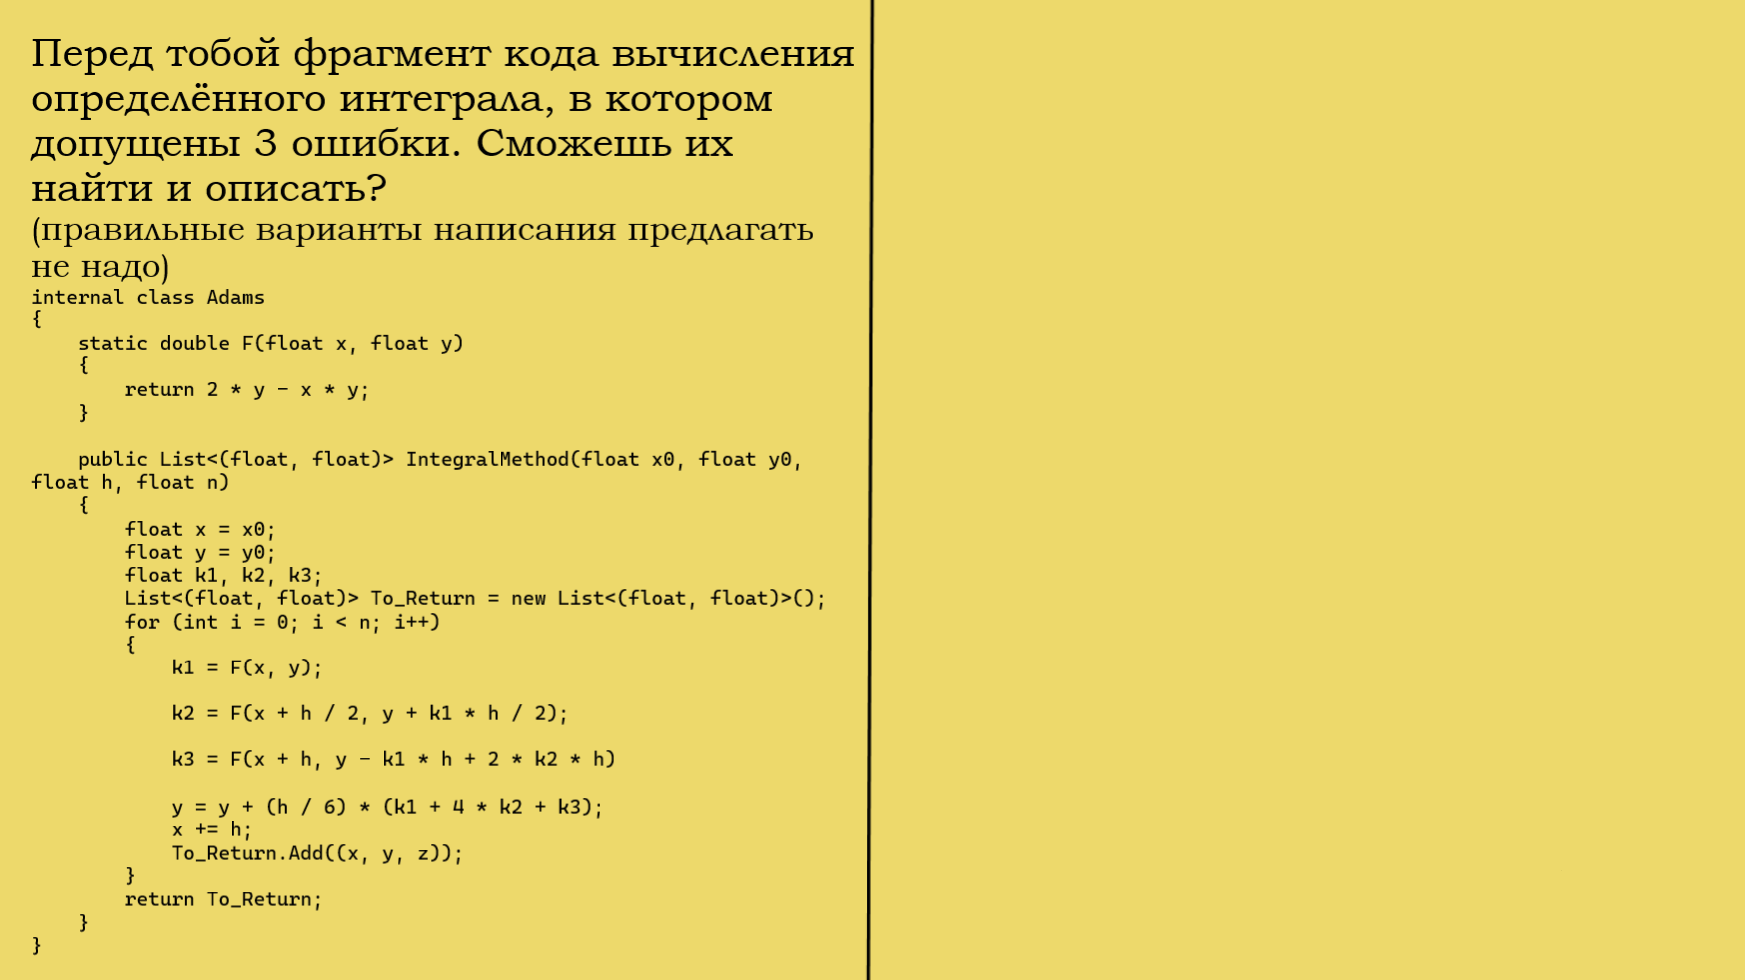 Перед тобой фрагмент кода вычисления
определённого интеграла, в котором
допущены 3 ошибки. Сможешь их
найти и описать?
(правильные варианты написания предлагать
не надо)
internal class Adams
{
    static double F(float x, float y)
    {
        return 2 * y - x * y;
    }

    public List<(float, float)> IntegralMethod(float x0, float y0,
float h, float n)
    {
        float x = x0;
        float y = y0;
        float k1, k2, k3;
        List<(float, float)> To_Return = new List<(float, float)>();
        for (int i = 0; i < n; i++)
        {
            k1 = F(x, y);

            k2 = F(x + h / 2, y + k1 * h / 2);

            k3 = F(x + h, y - k1 * h + 2 * k2 * h)

            y = y + (h / 6) * (k1 + 4 * k2 + k3);
            x += h;
            To_Return.Add((x, y, z));
        }
        return To_Return;
    }
}